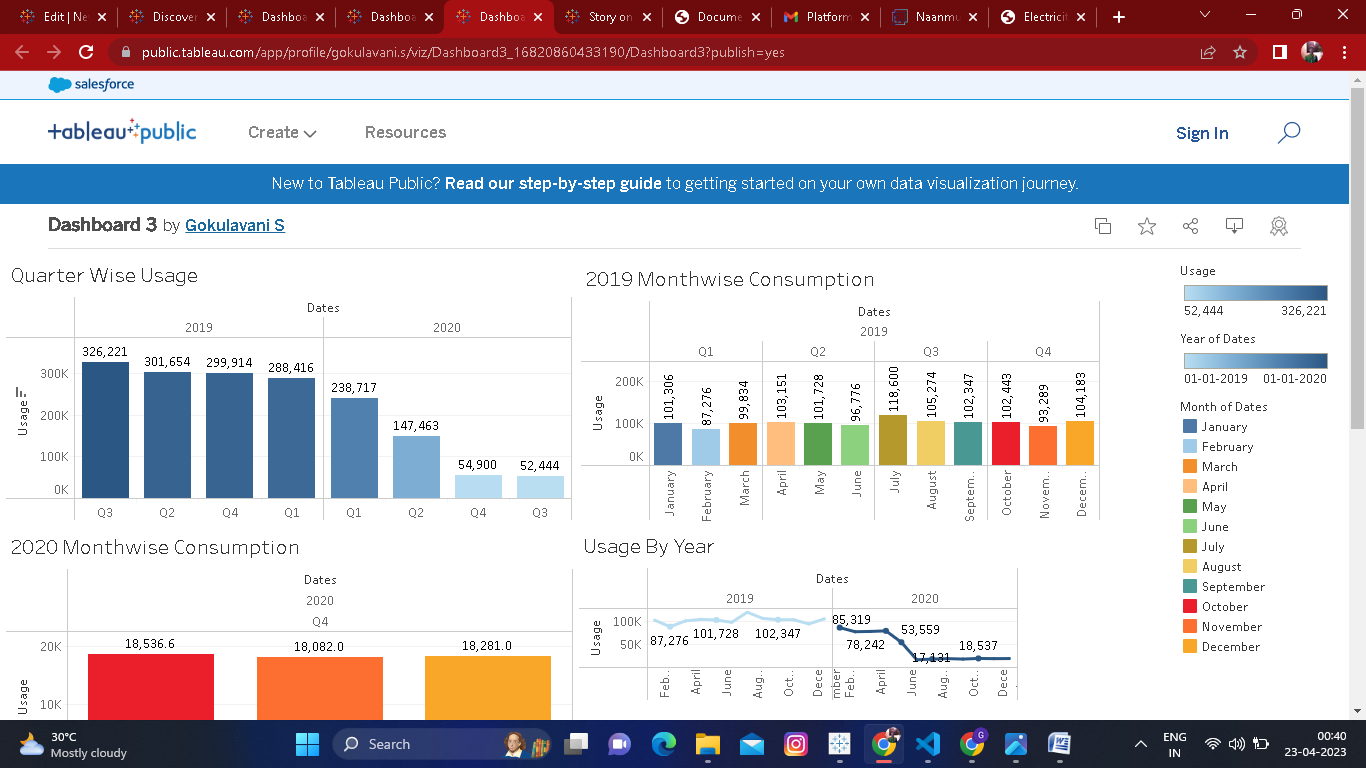 Edit | Ne
Discover
Dashboa
Dashboa
Dashboa
Story on
Docume
Platform
Naanmu
Electricit
public.tableau.com/app/profile/gokulavani.s/viz/Dashboard3_16820860433190/Dashboard3?publish=yes
salesforce
+ableau+public
Create
Resources
Sign In
New to Tableau Public? Read our step-by-step guide to getting started on your own data visualization journey.
Dashboard 3 by Gokulavani S
Quarter Wise Usage
Dates
2019 2020
Usage
300K
200K
100K
0K
326,221 301,654 299,914 288,416 238,717 147,463 54,900 52,444
Q3 Q2 Q4 Q1 Q1 Q2 Q4 Q3
2019 Monthwise Consumption
Dates
2019
Q1 Q2 Q3 Q4
Usage
200K
100K
0K
101,306 87,276 99,834 103,151 101,728 96,776 118,600 105,274 102,347 102,443 93,289 104,183
January February March April May June July August Septem.. October Novem.. Decem..
2020 Monthwise Consumption
Dates
2020
Q4
Usage
20K
10K
18,536.6 18,082.0 18,281.0
Usage By Year
Dates
2019 2020
Usage
100K
50K
87,276 101,728 102,347 85,319 78,242 53,559 17,131 18,537
Feb.. April June Aug.. Oct.. Dece mber Feb.. April June Aug.. Oct.. Dece
Usage
52,444 326,221
Year of Dates
01-01-2019 01-01-2020
Month of Dates
January
February
March
April
May
June
July
August
September
October
November
December
30°C
Mostly cloudy
Search
ENG
IN
00:40
23-04-2023